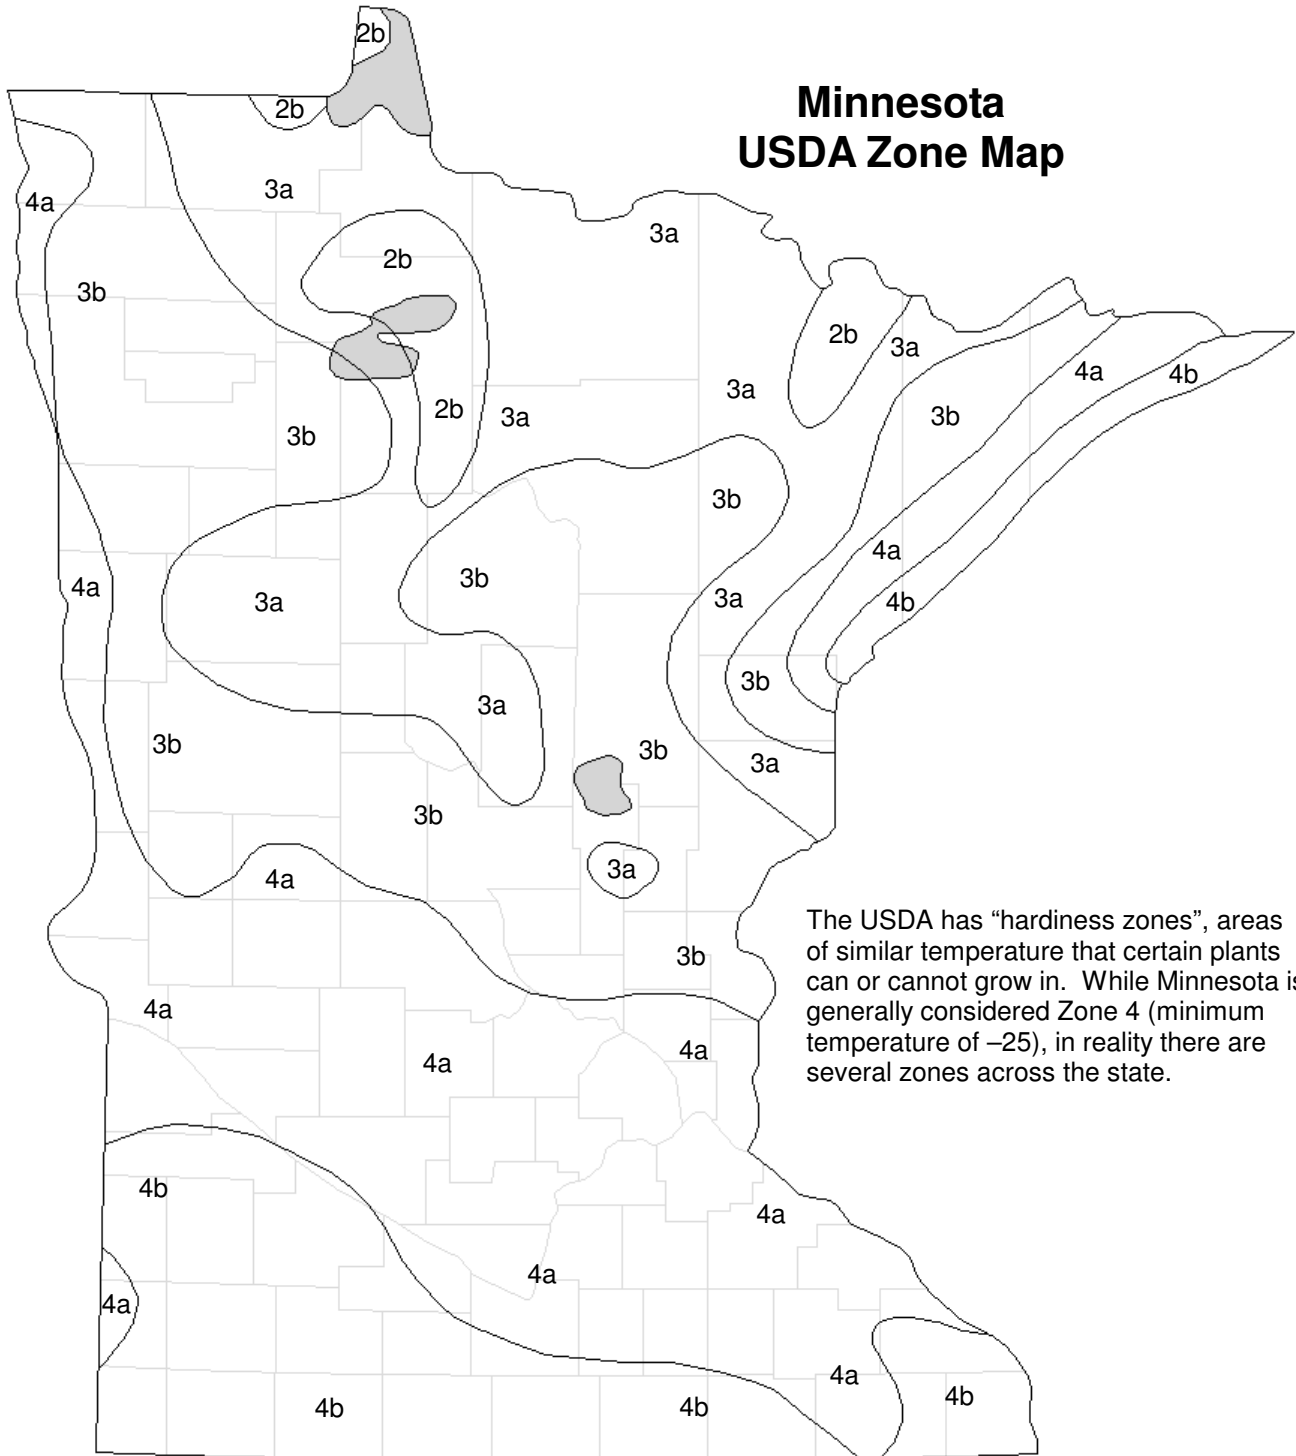 2b
Minnesota
USDA Zone Map
2b
3a
4a
3a
2b
3b
2b
3a
4a
4b
3a
2b
3a
3b
3b
3b
4a
3b
4a
3a
3a
4b
3b
3a
3b
3b
3a
3b
3a
4a
The USDA has “hardiness zones”, areas
of similar temperature that certain plants
3b
can or cannot grow in. While Minnesota is
4a
generally considered Zone 4 (minimum
temperature of –25), in reality there are
4a
4a
several zones across the state.
4b
4a
4a
4a
4a
4b
4b
4b